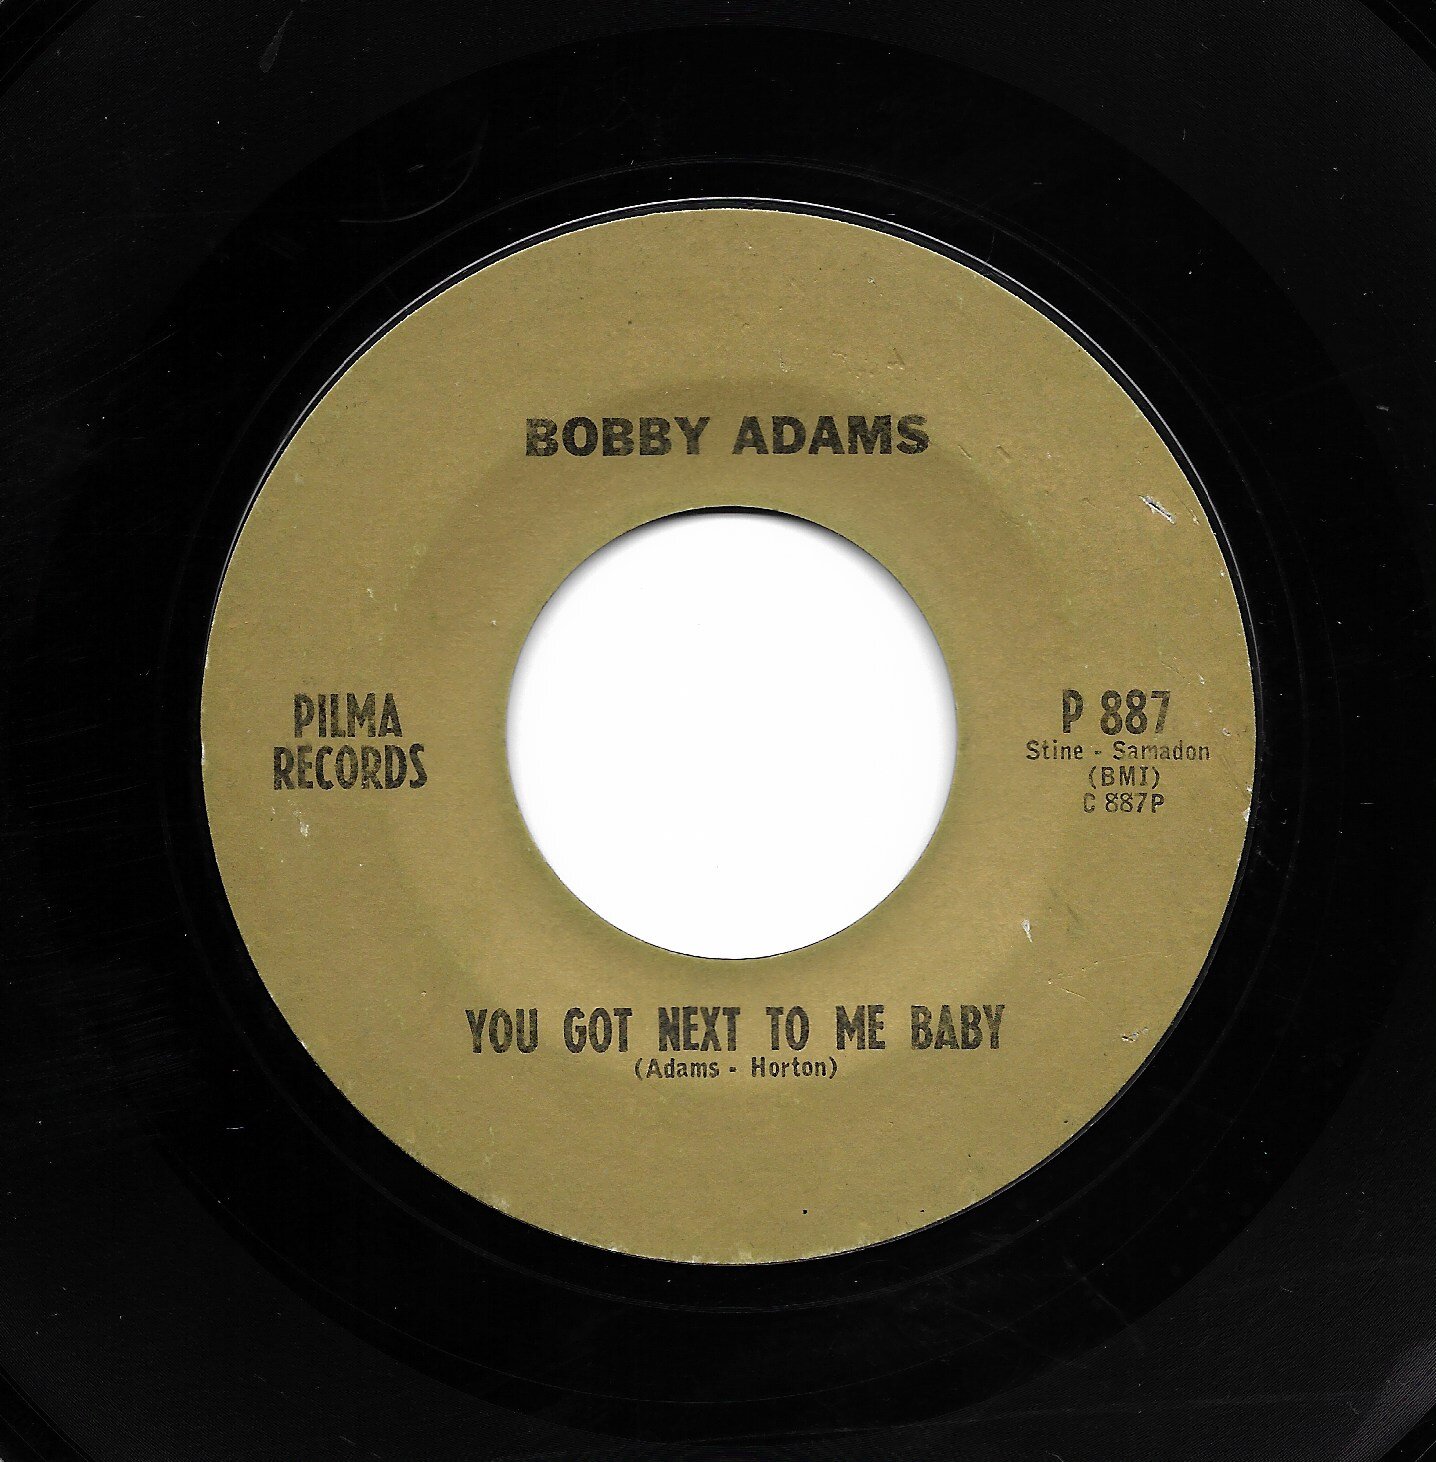 BOBBY ADAMS
PILMA
RECORDS
P 887
Stine - Samadon
(BMI)
C 887P
YOU GOT NEXT TO ME BABY
(Adams - Horton)